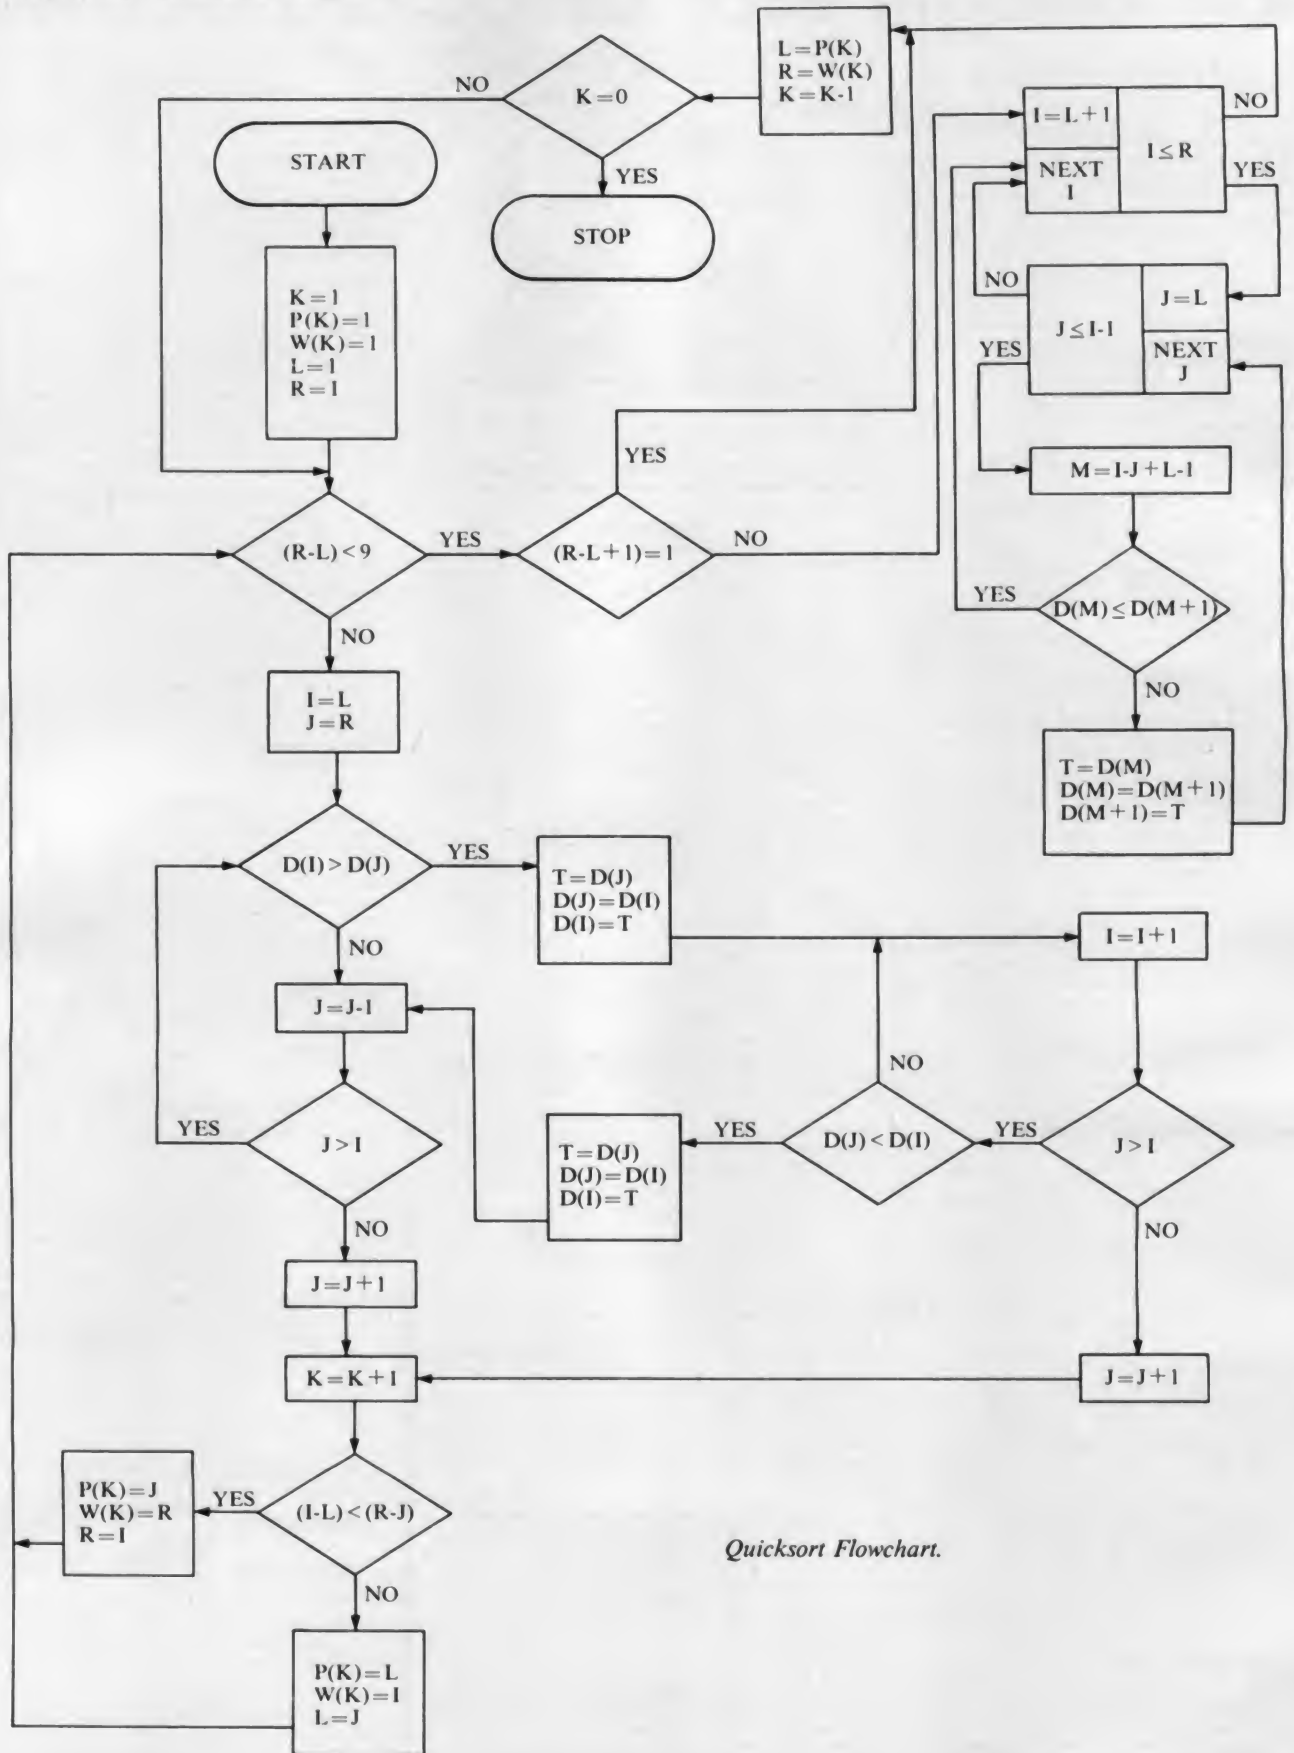 L=P(K)
R=W(K)
K=K-1
NO
K=0
YES
START
STOP
I=L+1
NEXT
I
I≤R
NO
YES
K=1
P(K)=1
W(K)=1
L=1
R=1
NO
J≤I-1
J=L
NEXT
J
YES
M=I-J+L-1
YES
(R-L)<9
YES
(R-L+1)=1
NO
YES
D(M)≤D(M+1)
NO
NO
I=L
J=R
T=D(M)
D(M)=D(M+1)
D(M+1)=T
D(I)>D(J)
YES
T=D(J)
D(J)=D(I)
D(I)=T
I=I+1
NO
J=J-1
NO
YES
J>I
T=D(J)
D(J)=D(I)
D(I)=T
YES
D(J)<D(I)
YES
J>I
NO
NO
J=J+1
K=K+1
J=J+1
P(K)=J
W(K)=R
R=I
YES
(I-L)<(R-J)
NO
Quicksort Flowchart.
P(K)=L
W(K)=I
L=J